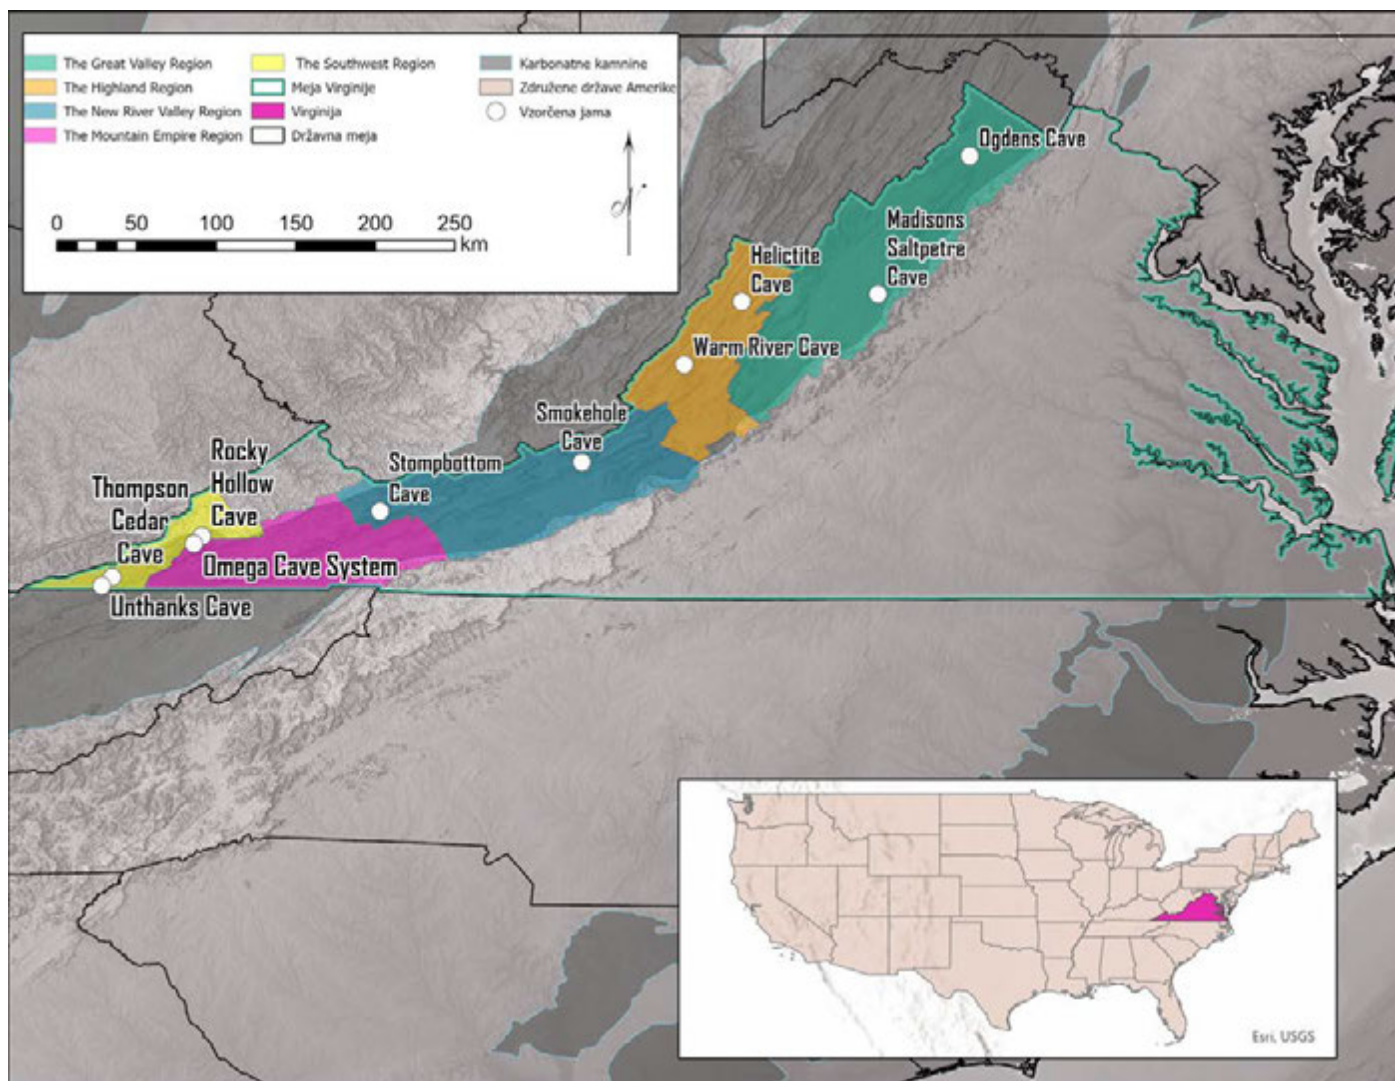 The Great Valley Region
The Highland Region
The New River Valley Region
The Mountain Empire Region
The Southwest Region
Meja Virginije
Virginija
Državna meja
Karbonatne kamnine
Združene države Amerike
Vzorčena jama
0 50 100 150 200 250
km
Ogdens Cave
Madisons
Saltpetre
Cave
Helictite
Cave
Warm River Cave
Smokehole
Cave
Stompbottom
Cave
Rocky
Hollow
Cave
Thompson
Cedar
Cave
Omega Cave System
Unthanks Cave
Esri, USGS